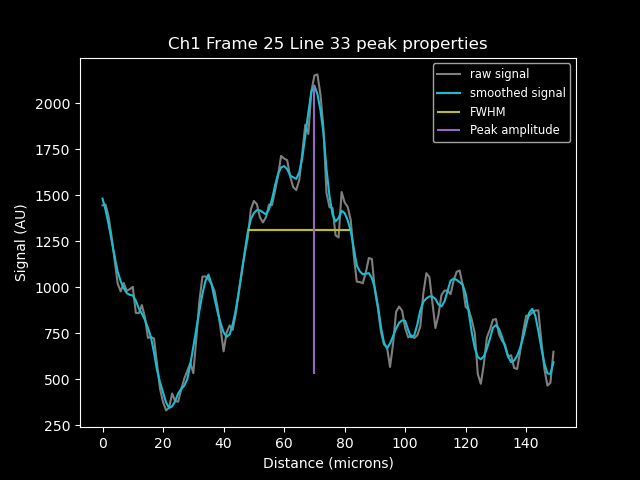 Ch1 Frame 25 Line 33 peak properties
raw signal
smoothed signal
FWHM
Peak amplitude
2000
1750
1500
1250
1000
750
500
250
Signal (AU)
0 20 40 60 80 100 120 140
Distance (microns)